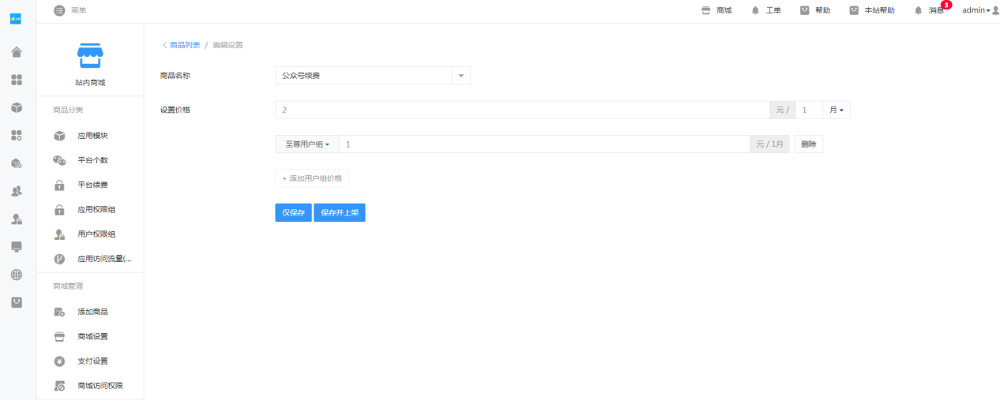 菜单
商城
工单
帮助
本站帮助
消息
3
admin
站内商城
商品分类
应用模块
平台个数
平台续费
应用权限组
用户权限组
应用访问流量(...
商城管理
添加商品
商城设置
支付设置
商城访问权限
商品列表 / 编辑设置
商品名称
公众号续费
设置价格
2 元 / 1 月
至尊用户组 1 元 / 1月 删除
+ 添加用户组价格
仅保存 保存并上架